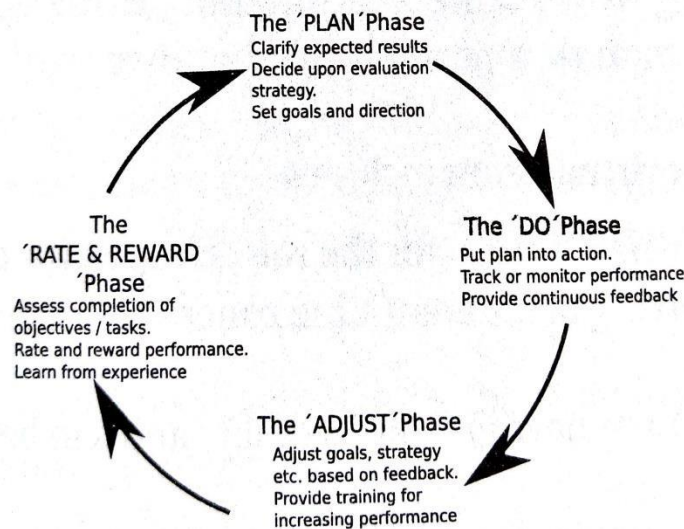 The ´PLAN´Phase
Clarify expected results
Decide upon evaluation
strategy.
Set goals and direction
The ´DO´Phase
Put plan into action.
Track or monitor performance
Provide continuous feedback
The ´ADJUST´Phase
Adjust goals, strategy
etc. based on feedback.
Provide training for
increasing performance
The
´RATE & REWARD
´Phase
Assess completion of
objectives / tasks.
Rate and reward performance.
Learn from experience